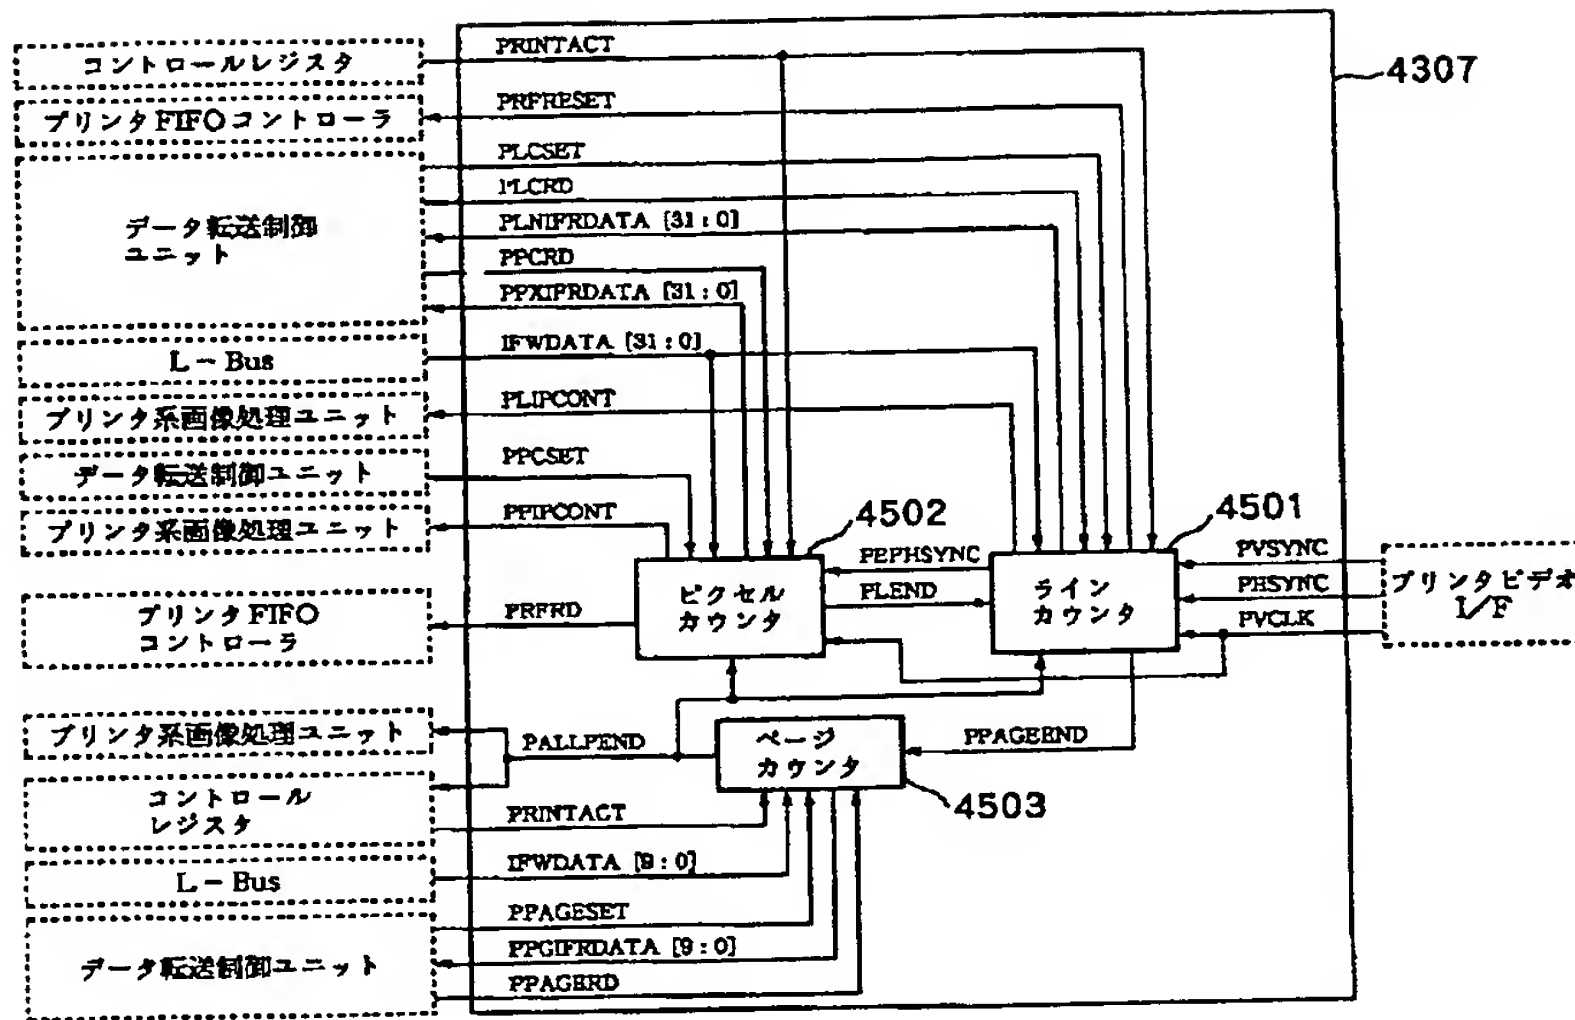 コントロールレジスタ
PRINTACT
4307
プリンタFIFOコントローラ
PRFRESET
PLCSET
データ転送制御
ユニット
PLCRD
PLNIFRDATA [31:0]
PPCRD
PPXIFRDATA [31:0]
L-Bus
IFWDATA [31:0]
プリンタ系画像処理ユニット
PLIPCONT
データ転送制御ユニット
PPCSET
プリンタ系画像処理ユニット
PPIPCONT
4502
4501
ピクセル
カウンタ
PEPHSYNC
PLEND
ライン
カウンタ
PVSYNC
PHSYNC
PVCLK
プリンタビデオ
I/F
プリンタFIFO
コントローラ
PRFRD
プリンタ系画像処理ユニット
PALLPEND
ページ
カウンタ
PPAGEEND
4503
コントロール
レジスタ
PRINTACT
L-Bus
IFWDATA [9:0]
データ転送制御ユニット
PPAGESET
PPGIFRDATA [9:0]
PPAGERD